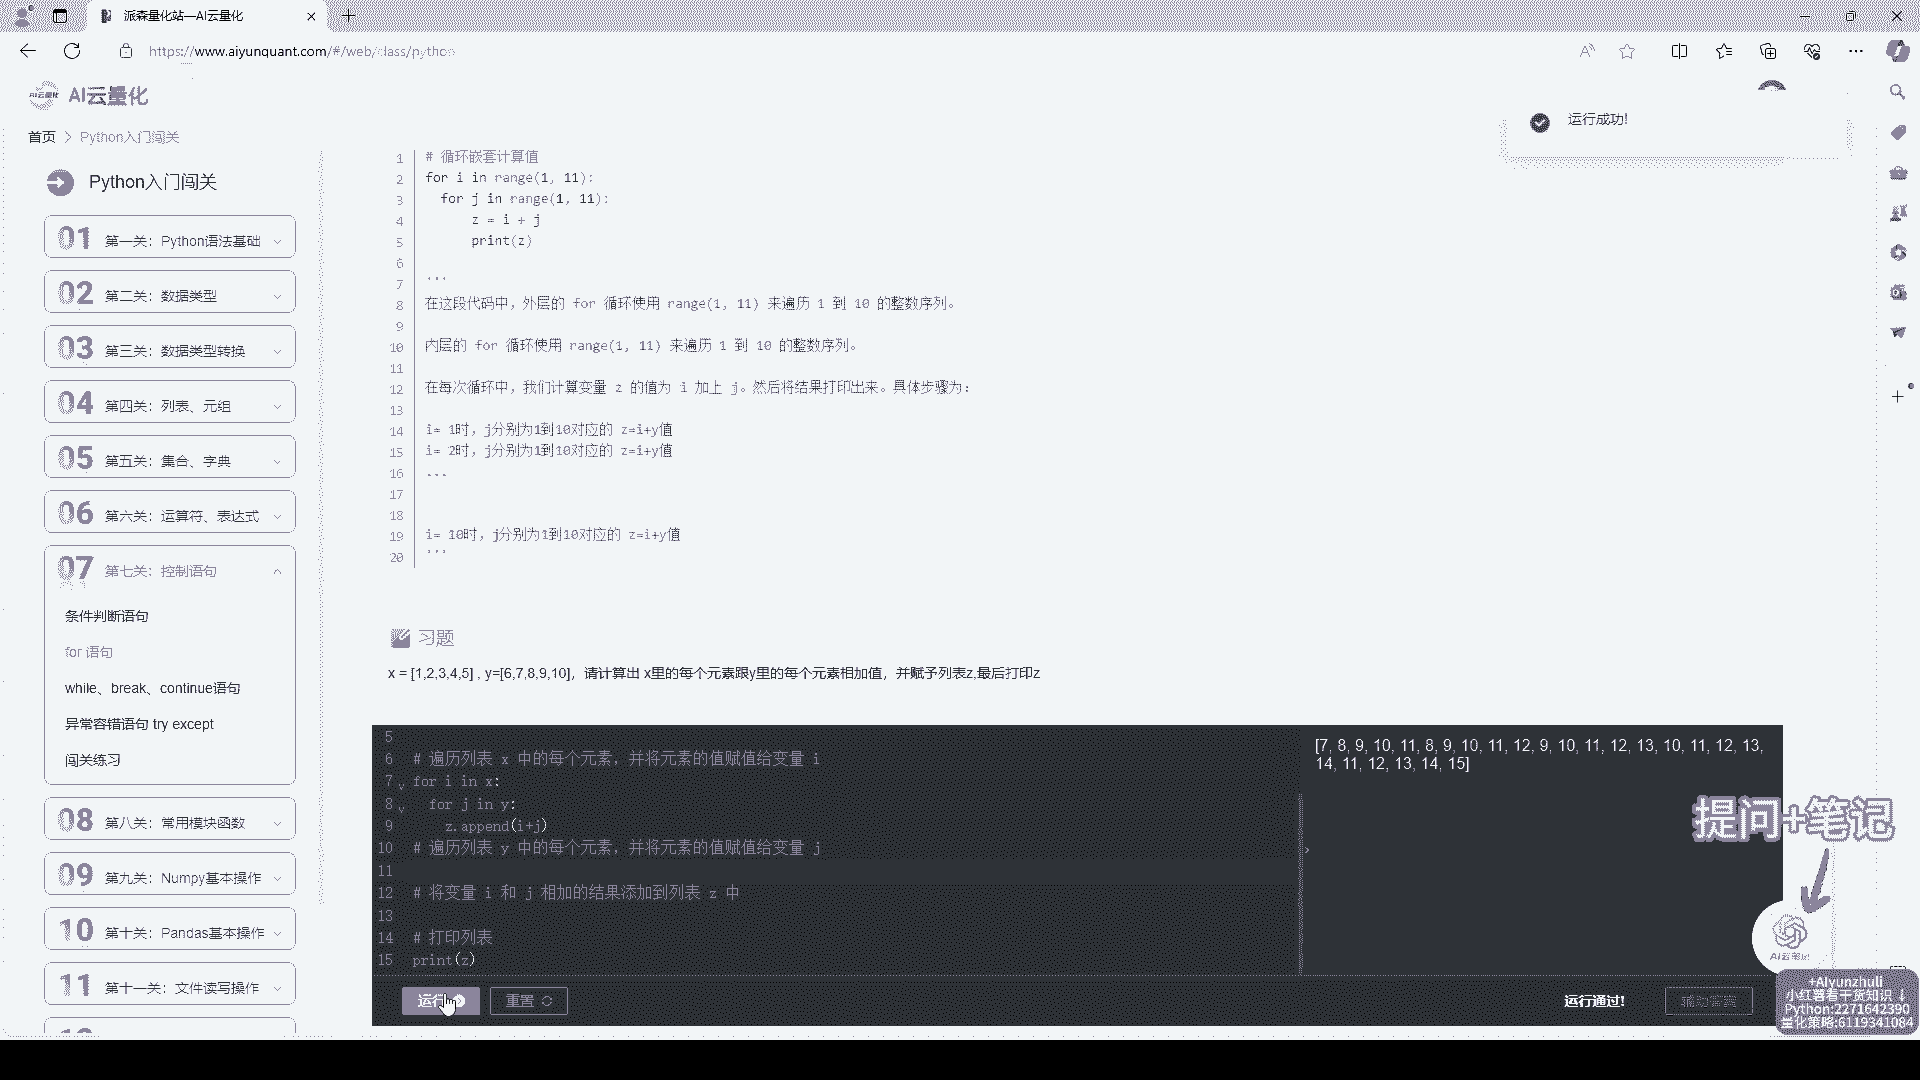 派森量化站—AI云量化
https://www.aiyunquant.com/#/web/class/python
AI云量化
运行成功!
首页 > Python入门闯关
Python入门闯关
01 第一关：Python语法基础
02 第二关：数据类型
03 第三关：数据类型转换
04 第四关：列表、元组
05 第五关：集合、字典
06 第六关：运算符、表达式
07 第七关：控制语句
条件判断语句
for 语句
while、break、continue语句
异常容错语句 try except
闯关练习
08 第八关：常用模块函数
09 第九关：Numpy基本操作
10 第十关：Pandas基本操作
11 第十一关：文件读写操作
1 # 循环嵌套计算值
2 for i in range(1, 11):
3 for j in range(1, 11):
4 z = i + j
5 print(z)
6
7 '''
8 在这段代码中，外层的 for 循环使用 range(1, 11) 来遍历 1 到 10 的整数序列。
9
10 内层的 for 循环使用 range(1, 11) 来遍历 1 到 10 的整数序列。
11
12 在每次循环中，我们计算变量 z 的值为 i 加上 j。然后将结果打印出来。具体步骤为：
13
14 i= 1时，j分别为1到10对应的 z=i+y值
15 i= 2时，j分别为1到10对应的 z=i+y值
16 ...
17
18
19 i= 10时，j分别为1到10对应的 z=i+y值
20 '''
习题
x = [1,2,3,4,5] , y=[6,7,8,9,10]，请计算出 x里的每个元素跟y里的每个元素相加值，并赋予列表z,最后打印z
5
6 # 遍历列表 x 中的每个元素，并将元素的值赋值给变量 i
7 for i in x:
8 for j in y:
9 z.append(i+j)
10 # 遍历列表 y 中的每个元素，并将元素的值赋值给变量 j
11
12 # 将变量 i 和 j 相加的结果添加到列表 z 中
13
14 # 打印列表
15 print(z)
[7, 8, 9, 10, 11, 8, 9, 10, 11, 12, 9, 10, 11, 12, 13, 10, 11, 12, 13,
14, 11, 12, 13, 14, 15]
提问+笔记
运行
重置
运行通过!
辅助答案
+AIyunzhuli
小红薯看干货知识 ↓
Python:2271642390
量化策略:6119341084